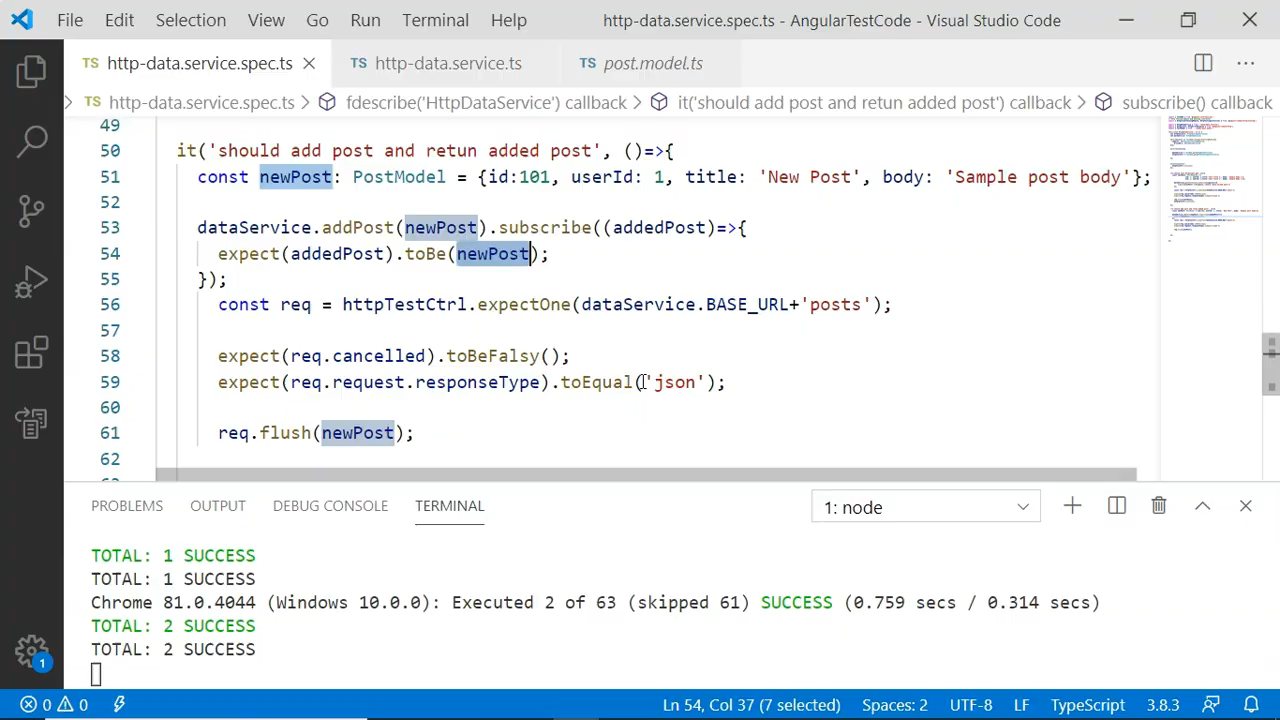 File Edit Selection View Go Run Terminal Help http-data.service.spec.ts - AngularTestCode - Visual Studio Code
TS http-data.service.spec.ts TS http-data.service.ts TS post.model.ts
TS http-data.service.spec.ts fdescribe('HttpDataService') callback it('should add post and retun added post') callback subscribe() callback
49
50 it('should add post and retun added post', ()
51 const newPost: PostModel = {id:101, userId: 1, title: 'New Post', body: 'Sample post body'};
52
53 dataService.addPost(newPost).subscribe((addedPost)=>{
54 expect(addedPost).toBe(newPost);
55 });
56 const req = httpTestCtrl.expectOne(dataService.BASE_URL+'posts');
57
58 expect(req.cancelled).toBeFalsy();
59 expect(req.request.responseType).toEqual('json');
60
61 req.flush(newPost);
62
PROBLEMS OUTPUT DEBUG CONSOLE TERMINAL 1: node
TOTAL: 1 SUCCESS
TOTAL: 1 SUCCESS
Chrome 81.0.4044 (Windows 10.0.0): Executed 2 of 63 (skipped 61) SUCCESS (0.759 secs / 0.314 secs)
TOTAL: 2 SUCCESS
TOTAL: 2 SUCCESS
1
0 0 Ln 54, Col 37 (7 selected) Spaces: 2 UTF-8 LF TypeScript 3.8.3